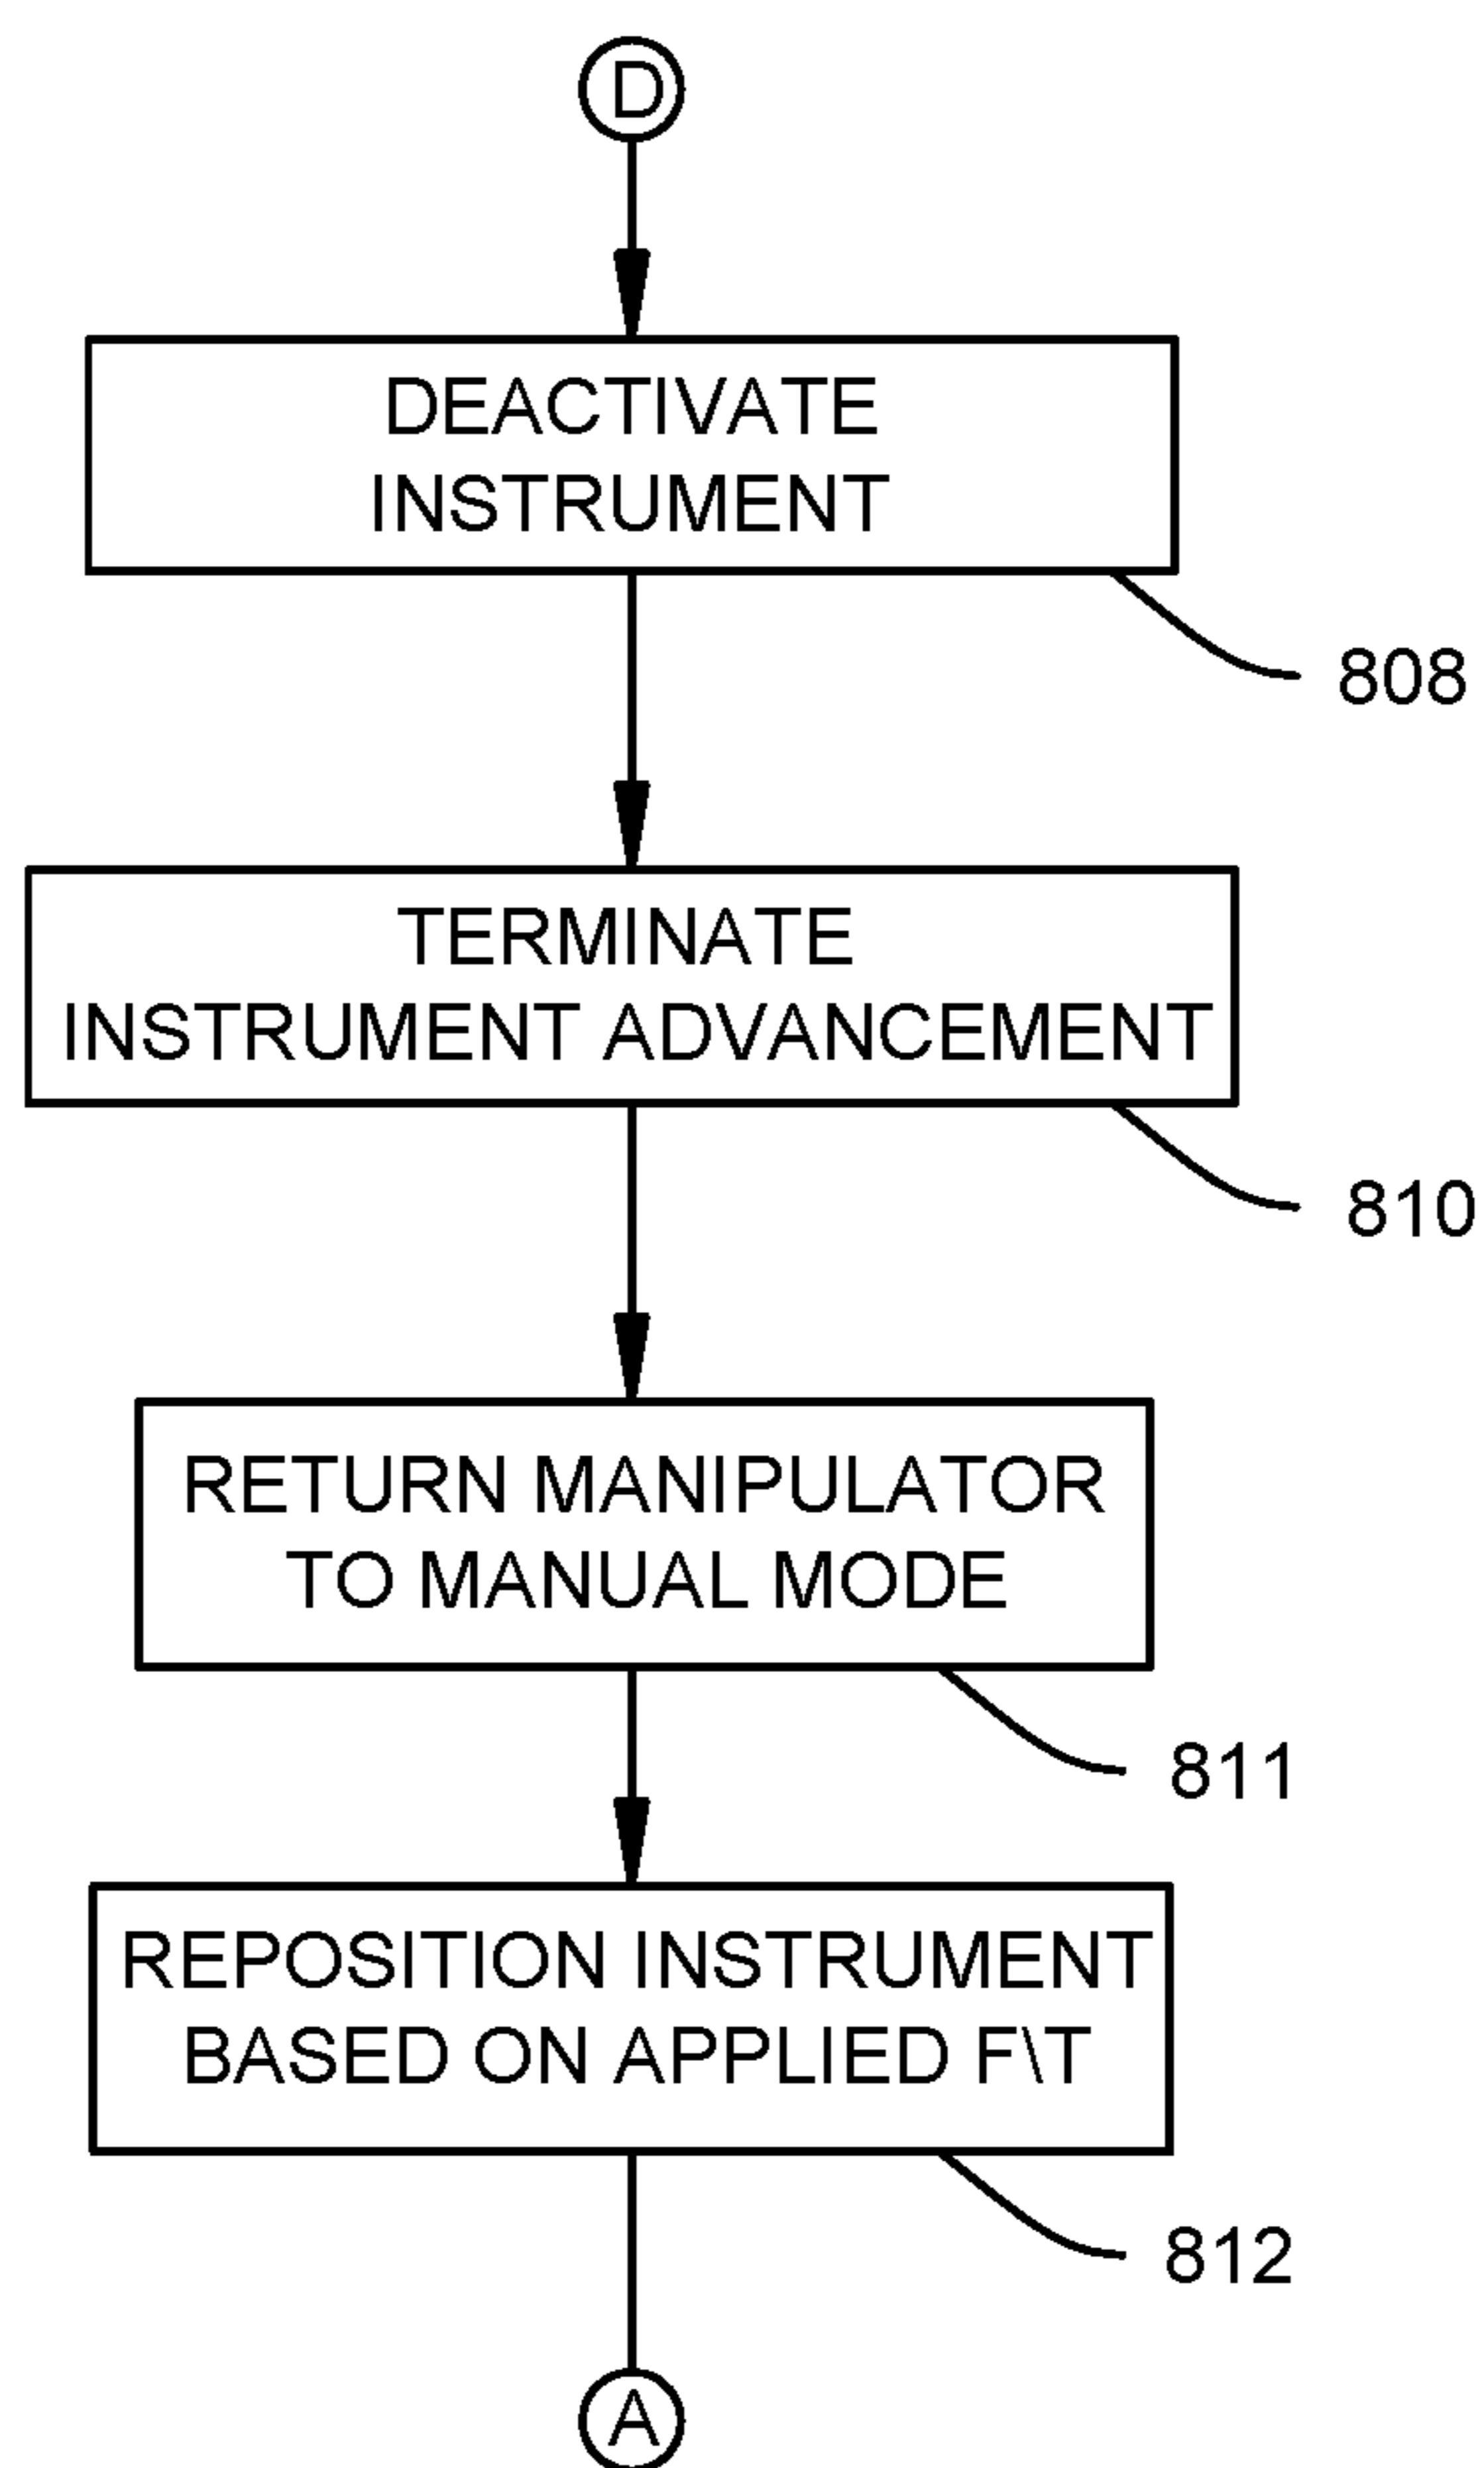 D
DEACTIVATE
INSTRUMENT
808
TERMINATE
INSTRUMENT ADVANCEMENT
810
RETURN MANIPULATOR
TO MANUAL MODE
811
REPOSITION INSTRUMENT
BASED ON APPLIED F\T
812
A